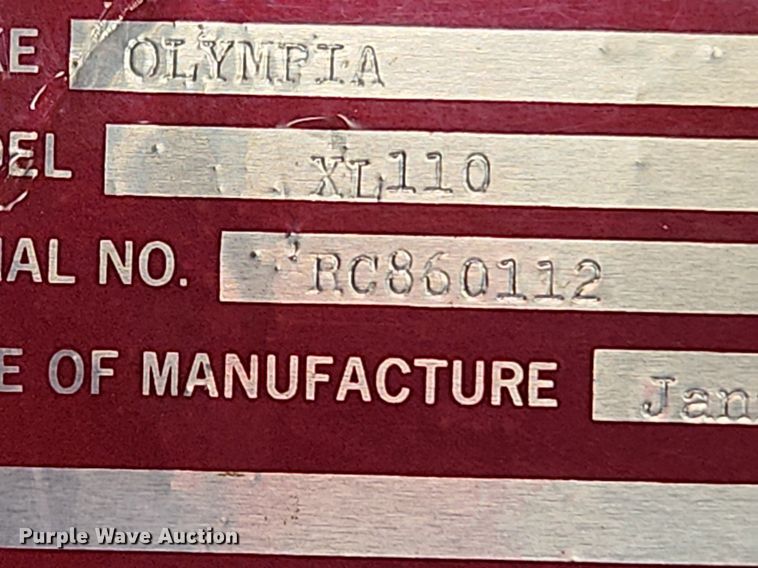 KE OLYMPIA
DEL XL110
IAL NO. RC860112
E OF MANUFACTURE Jan
Purple Wave Auction